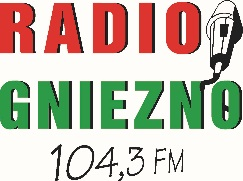 RADIO
GNIEZNO
104,3 FM